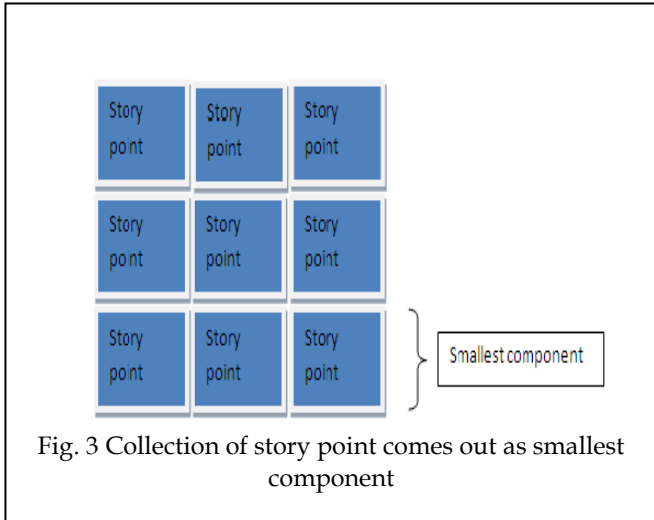 Story Story Story
point point point
Story Story Story
point point point
Story Story Story
point point point
Smallest component
Fig. 3 Collection of story point comes out as smallest
component